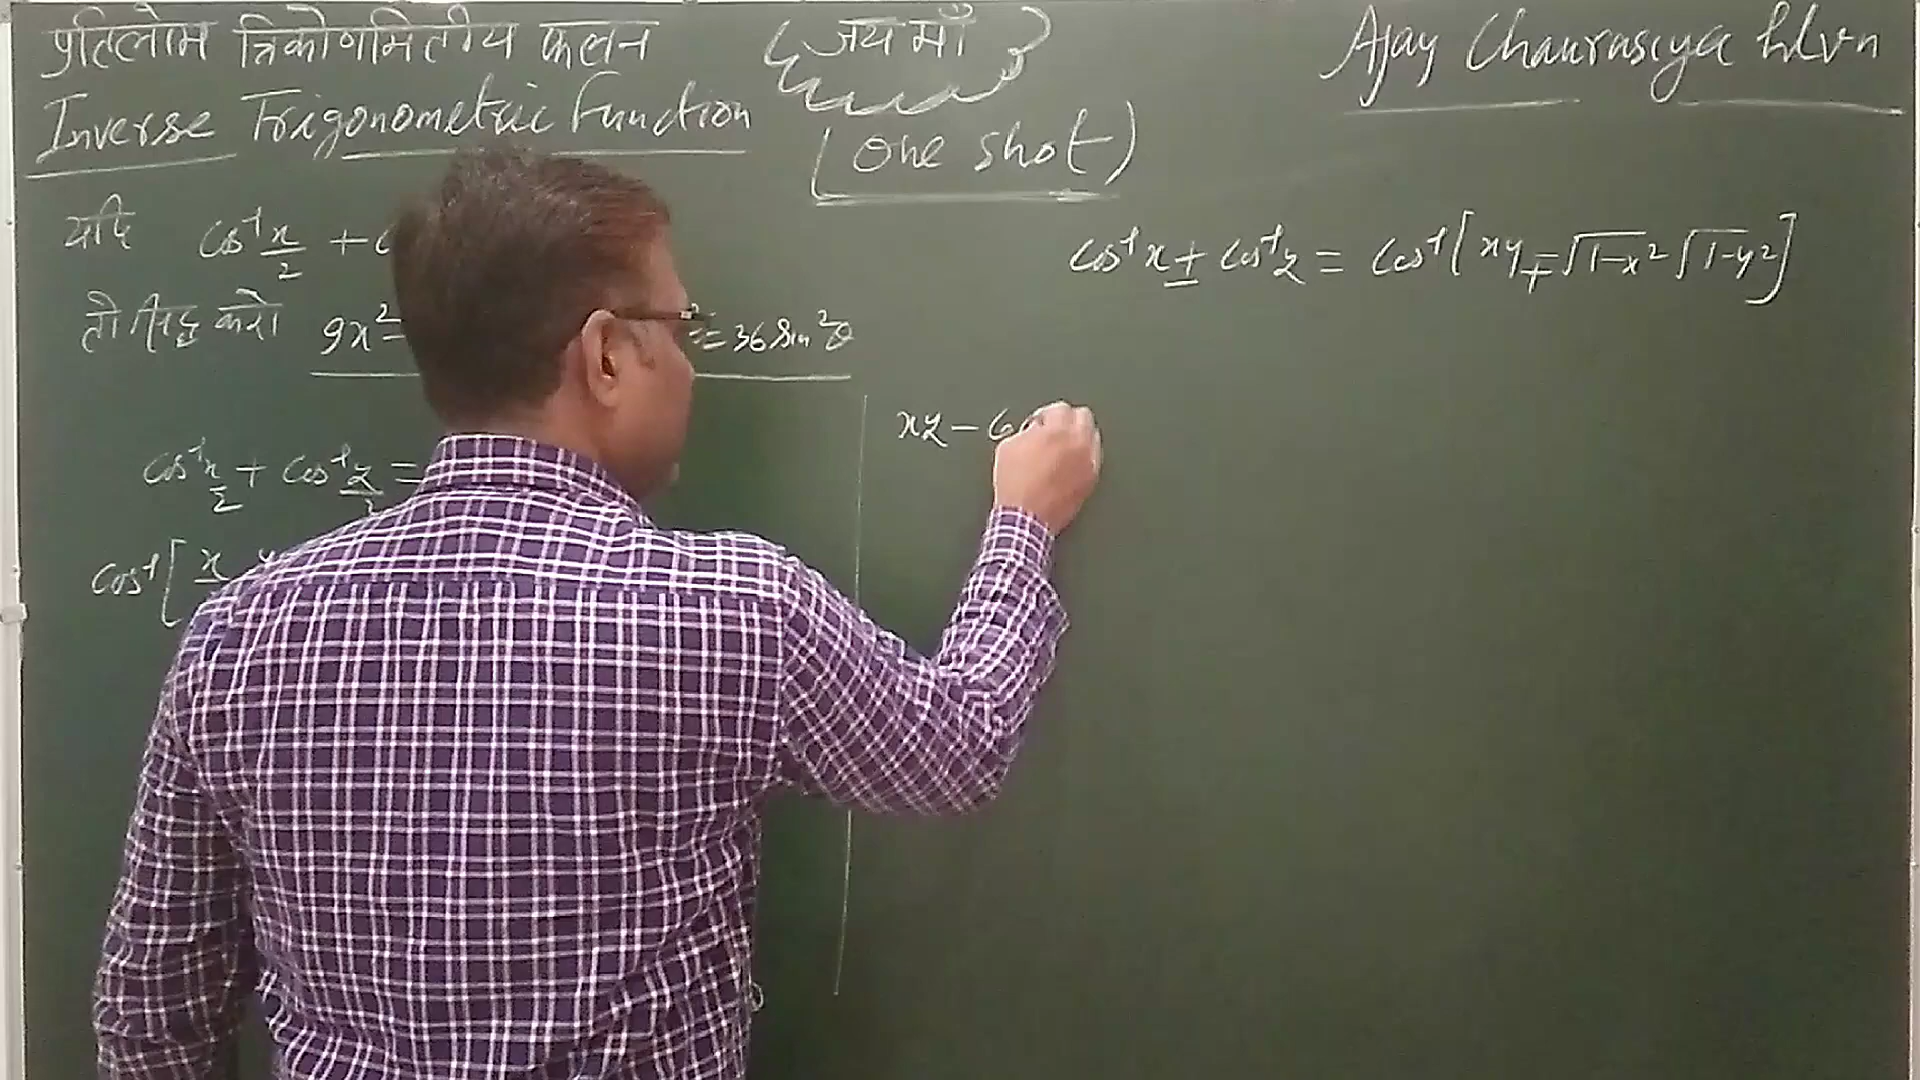 प्रतिलोम त्रिकोणमितीय फलन
Inverse Trigonometric Function
जय माँ
(One shot)
Ajay Chaurasiya
यदि cos⁻¹ x/2 +
तो सिद्ध करो 9x² = 36 sin²θ
cos⁻¹ x/2 + cos⁻¹ y/3 =
cos⁻¹ [ x
cos⁻¹x ± cos⁻¹y = cos⁻¹[xy ∓ √1-x² √1-y²]
xy - 6